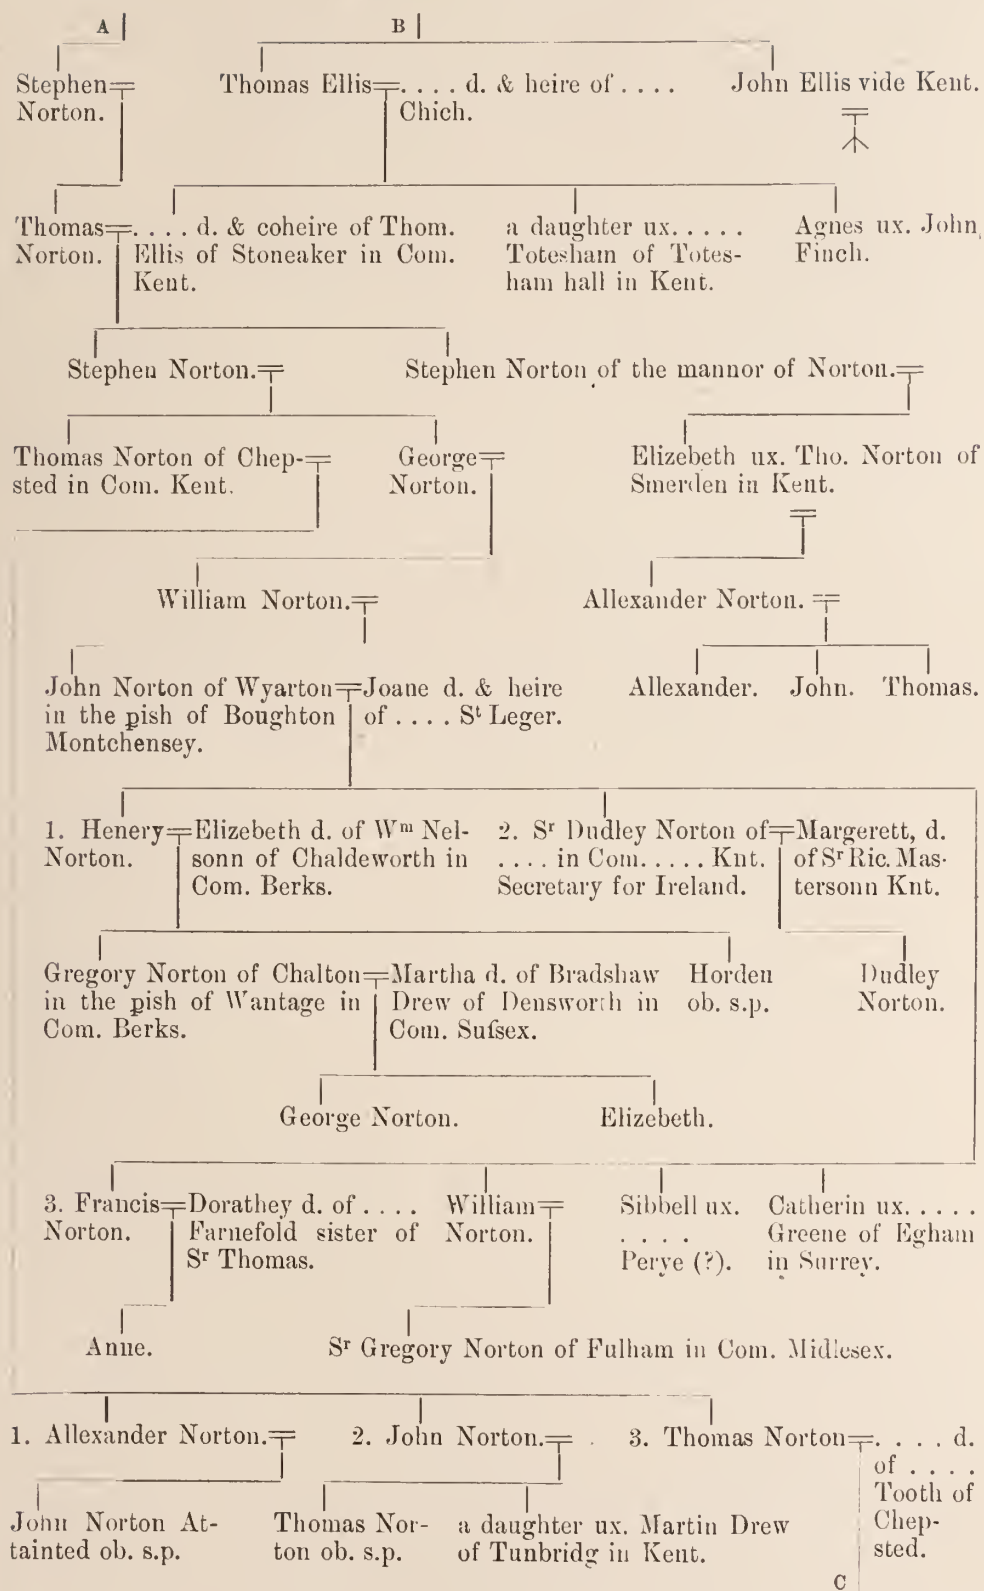 A B
Stephen Thomas Ellis . . . . d. & heire of . . . . John Ellis vide Kent.
Norton. Chich.
Thomas . . . . d. & coheire of Thom. a daughter ux. . . . . Agnes ux. John
Norton. Ellis of Stoneaker in Com. Totesham of Totes- Finch.
Kent. ham hall in Kent.
Stephen Norton. Stephen Norton of the mannor of Norton.
Thomas Norton of Chep- George Elizebeth ux. Tho. Norton of
sted in Com. Kent. Norton. Smerden in Kent.
William Norton. Allexander Norton.
John Norton of Wyarton Joane d. & heire Allexander. John. Thomas.
in the pish of Boughton of . . . . Sᵗ Leger.
Montchensey.
1. Henery Elizebeth d. of Wᵐ Nel- 2. Sʳ Dudley Norton of Margerett, d.
Norton. sonn of Chaldeworth in . . . . in Com. . . . . Knt. of Sʳ Ric. Mas-
Com. Berks. Secretary for Ireland. tersonn Knt.
Gregory Norton of Chalton Martha d. of Bradshaw Horden Dudley
in the pish of Wantage in Drew of Densworth in ob. s.p. Norton.
Com. Berks. Com. Suſsex.
George Norton. Elizebeth.
3. Francis Dorathey d. of . . . . William Sibbell ux. Catherin ux. . . . .
Norton. Farnefold sister of Norton. . . . . Greene of Egham
Sʳ Thomas. Perye (?). in Surrey.
Anne. Sʳ Gregory Norton of Fulham in Com. Midlesex.
1. Allexander Norton. 2. John Norton. 3. Thomas Norton . . . . d.
of . . . .
Tooth of
John Norton At- Thomas Nor- a daughter ux. Martin Drew Chep-
tainted ob. s.p. ton ob. s.p. of Tunbridg in Kent. sted.
C